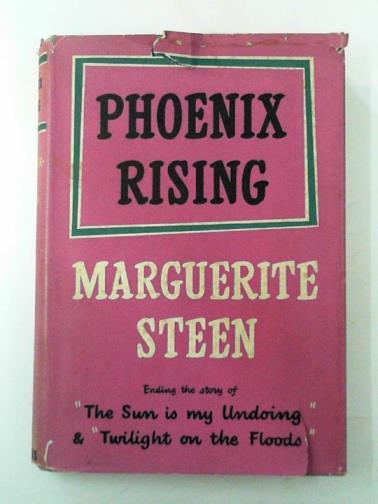 PHOENIX
RISING
MARGUERITE
STEEN
Ending the story of
"The Sun is my Undoing"
& "Twilight on the Floods"